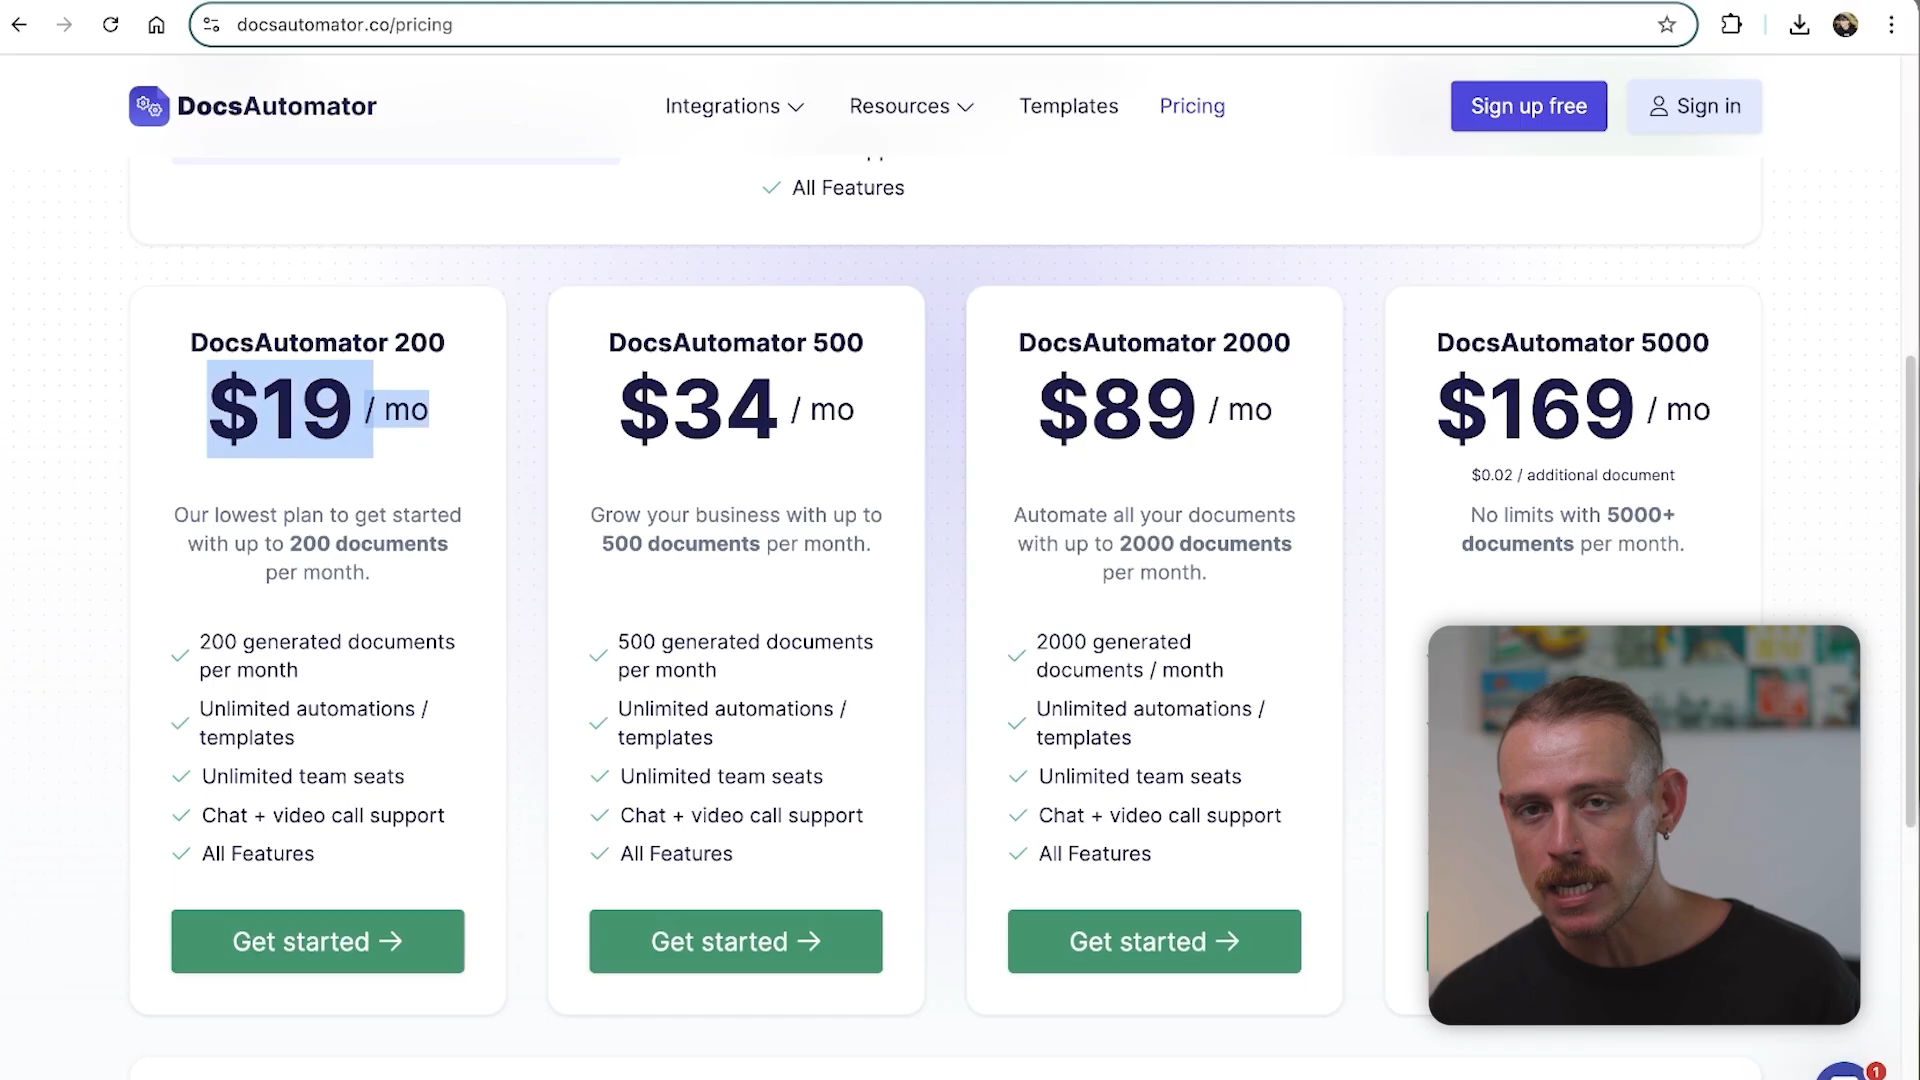 docsautomator.co/pricing
DocsAutomator
Integrations
Resources
Templates
Pricing
Sign up free
Sign in
All Features
DocsAutomator 200
$19 / mo
Our lowest plan to get started
with up to 200 documents
per month.
200 generated documents
per month
Unlimited automations /
templates
Unlimited team seats
Chat + video call support
All Features
Get started →
DocsAutomator 500
$34 / mo
Grow your business with up to
500 documents per month.
500 generated documents
per month
Unlimited automations /
templates
Unlimited team seats
Chat + video call support
All Features
Get started →
DocsAutomator 2000
$89 / mo
Automate all your documents
with up to 2000 documents
per month.
2000 generated
documents / month
Unlimited automations /
templates
Unlimited team seats
Chat + video call support
All Features
Get started →
DocsAutomator 5000
$169 / mo
$0.02 / additional document
No limits with 5000+
documents per month.
1